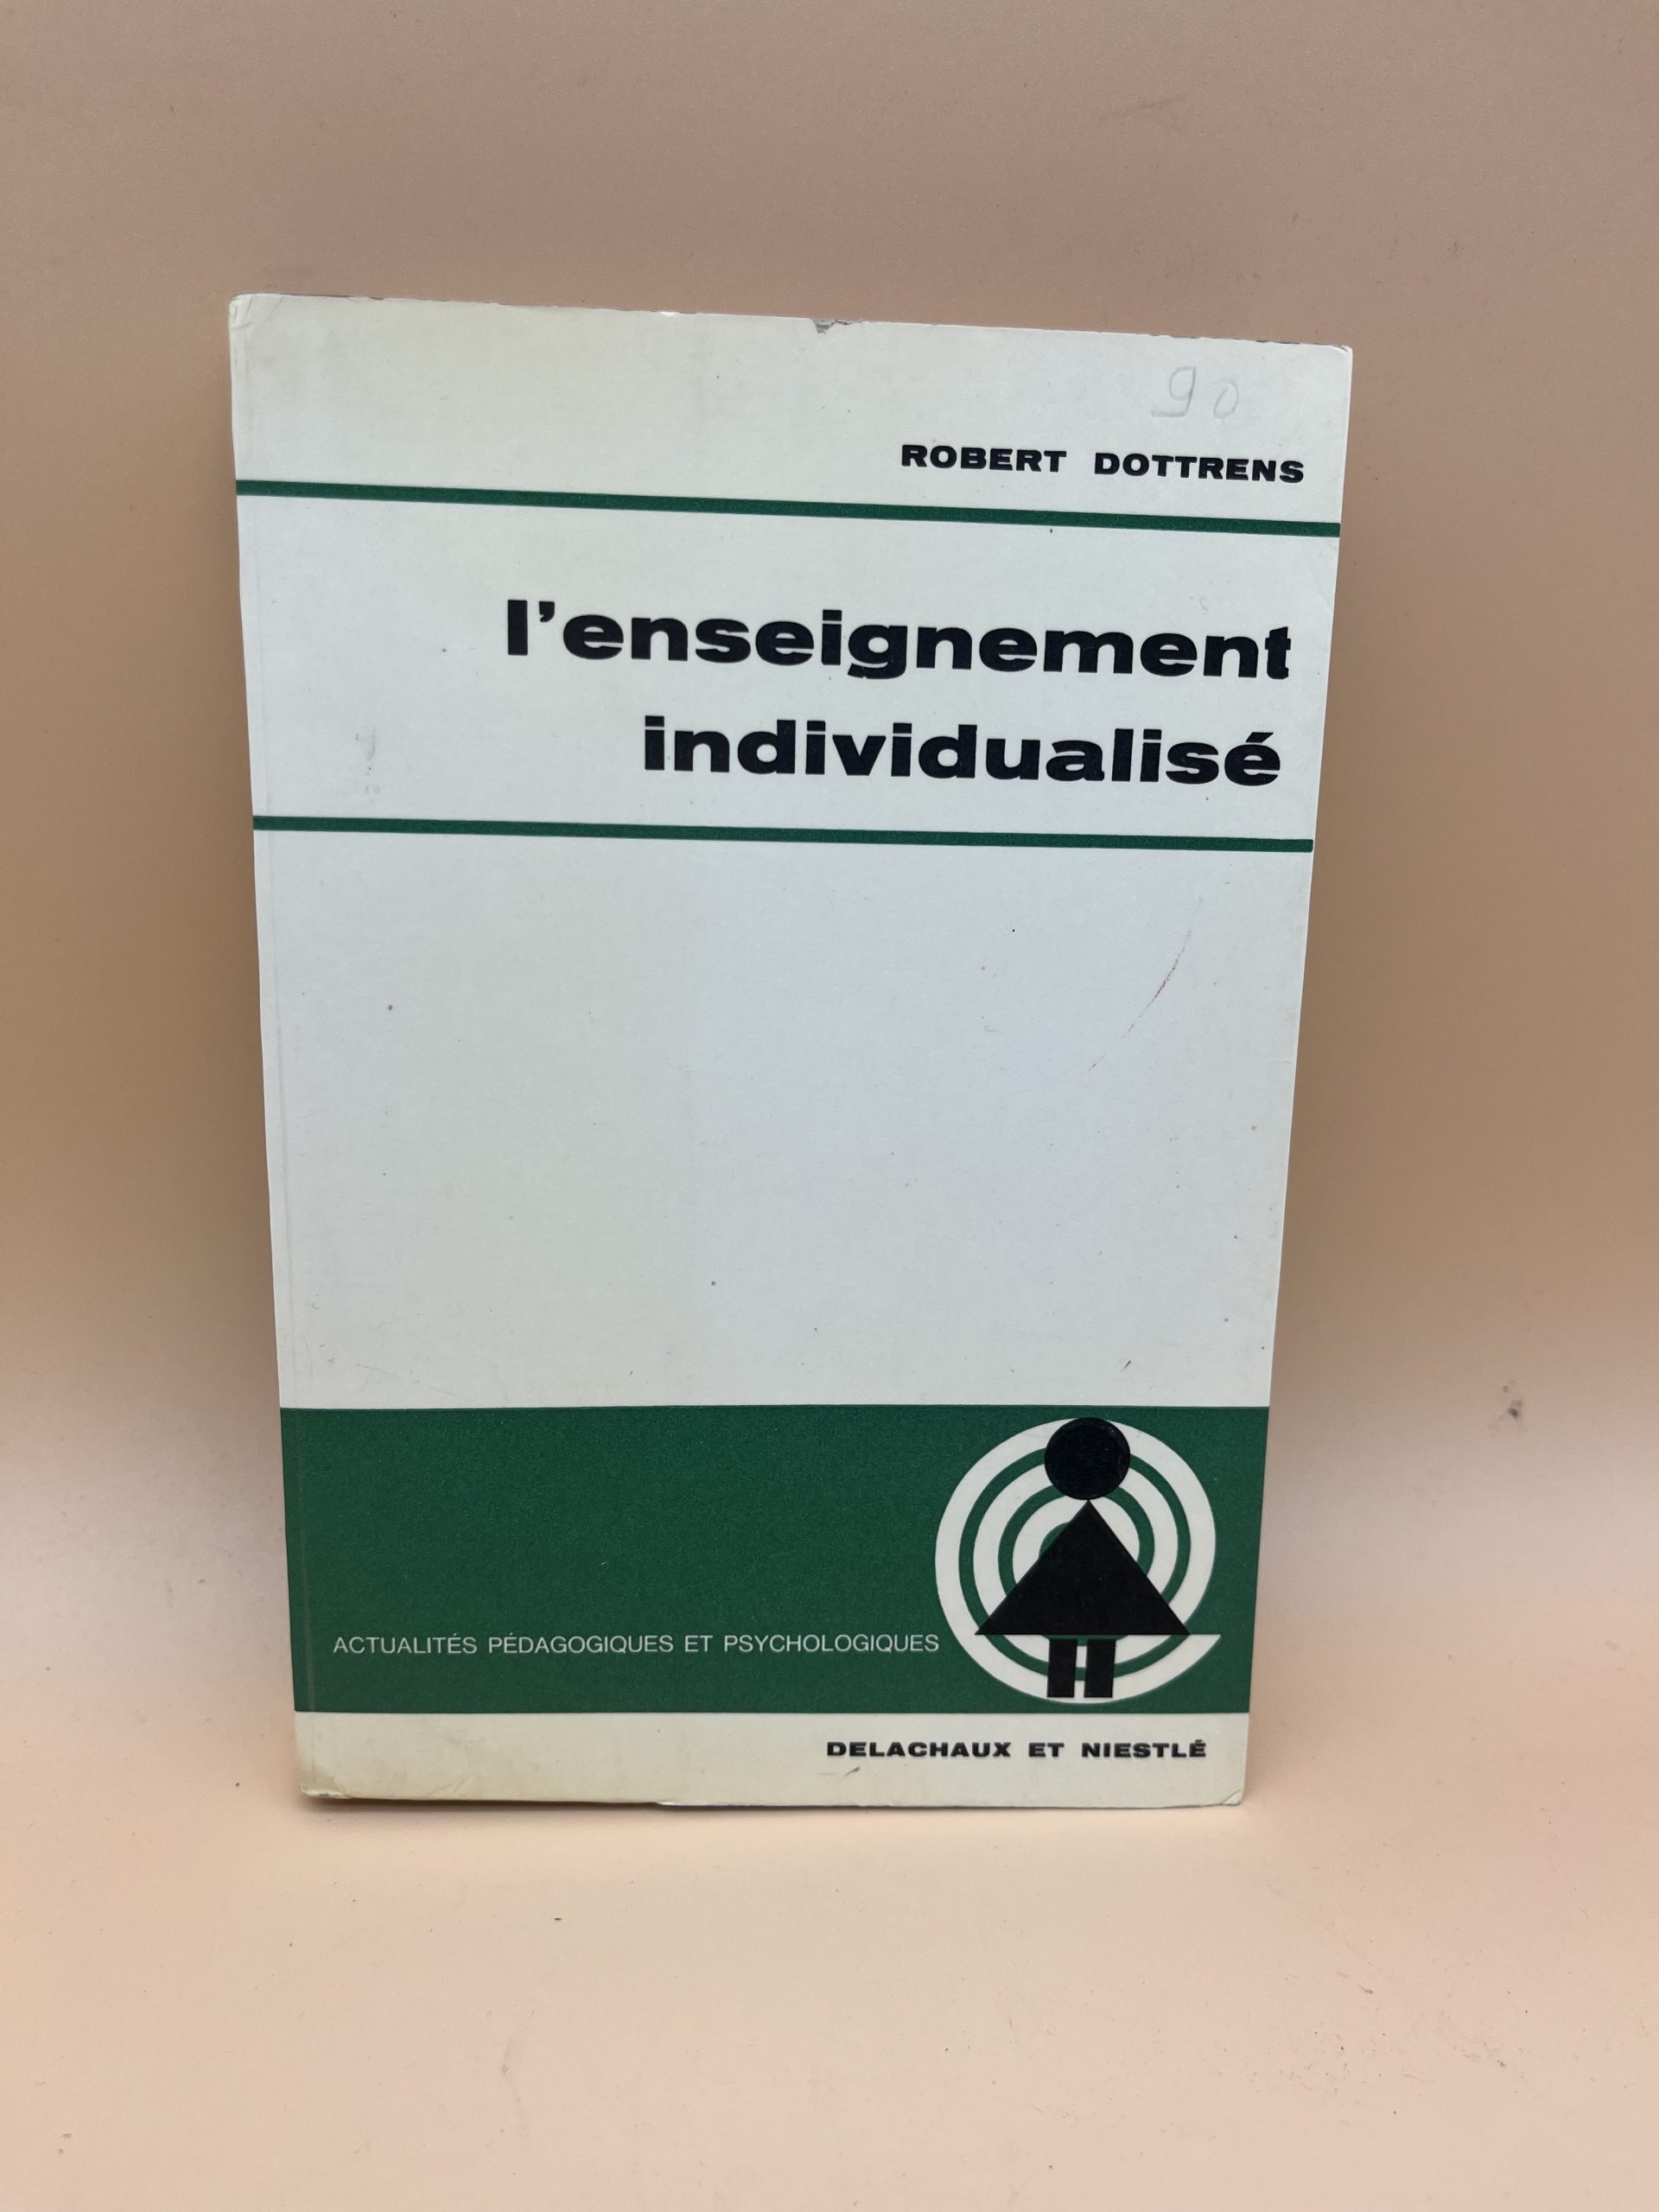 90
ROBERT DOTTRENS
l'enseignement
individualisé
ACTUALITÉS PÉDAGOGIQUES ET PSYCHOLOGIQUES
DELACHAUX ET NIESTLÉ